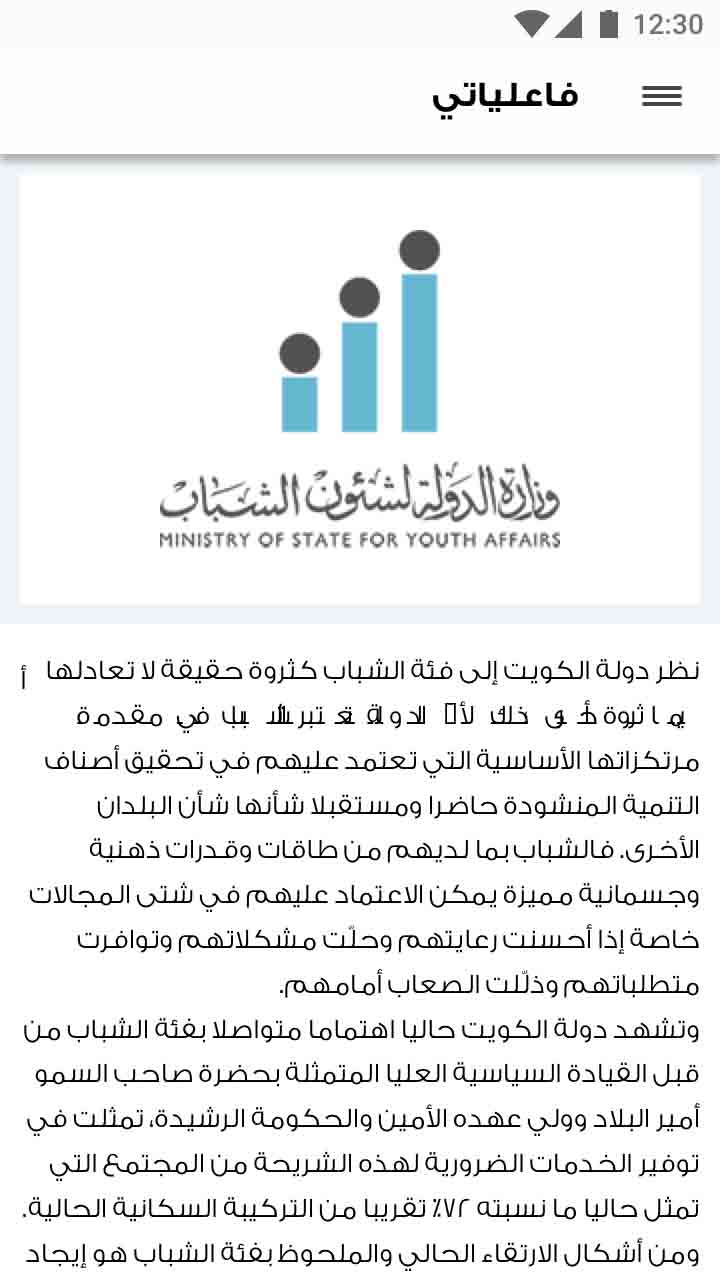 12:30
فاعلياتي
وزارة الدولة لشئون الشباب
MINISTRY OF STATE FOR YOUTH AFFAIRS
نظر دولة الكويت إلى فئة الشباب كثروة حقيقة لا تعادلها أ
ثروة أخرى ذلك لأ الدولة تعتبر في مقدمة
مرتكزاتها الأساسية التي تعتمد عليهم في تحقيق أصناف
التنمية المنشودة حاضرا ومستقبلا شأنها شأن البلدان
الأخرى. فالشباب بما لديهم من طاقات وقدرات ذهنية
وجسمانية مميزة يمكن الاعتماد عليهم في شتى المجالات
خاصة إذا أحسنت رعايتهم وحلّت مشكلاتهم وتوافرت
متطلباتهم وذلّلت الصعاب أمامهم.
وتشهد دولة الكويت حاليا اهتماما متواصلا بفئة الشباب من
قبل القيادة السياسية العليا المتمثلة بحضرة صاحب السمو
أمير البلاد وولي عهده الأمين والحكومة الرشيدة، تمثلت في
توفير الخدمات الضرورية لهذه الشريحة من المجتمع التي
تمثل حاليا ما نسبته ٧٢٪ تقريبا من التركيبة السكانية الحالية.
ومن أشكال الارتقاء الحالي والملحوظ بفئة الشباب هو إيجاد